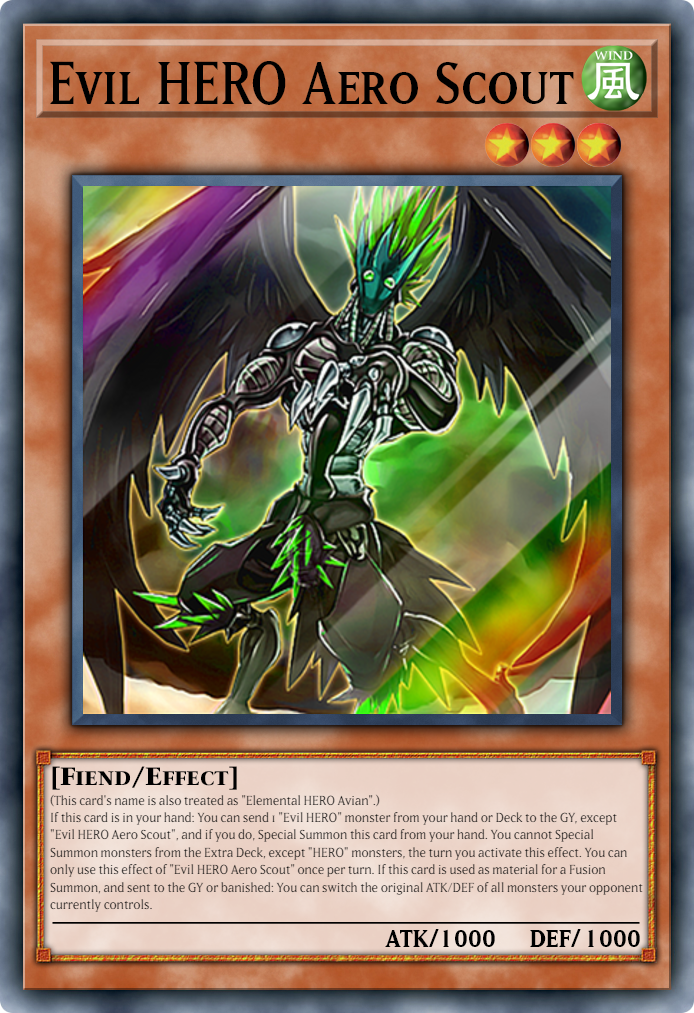 Evil HERO Aero Scout
WIND
風
[Fiend/Effect]
(This card's name is also treated as "Elemental HERO Avian".)
If this card is in your hand: You can send 1 "Evil HERO" monster from your hand or Deck to the GY, except
"Evil HERO Aero Scout", and if you do, Special Summon this card from your hand. You cannot Special
Summon monsters from the Extra Deck, except "HERO" monsters, the turn you activate this effect. You can
only use this effect of "Evil HERO Aero Scout" once per turn. If this card is used as material for a Fusion
Summon, and sent to the GY or banished: You can switch the original ATK/DEF of all monsters your opponent
currently controls.
ATK/1000 DEF/ 1000